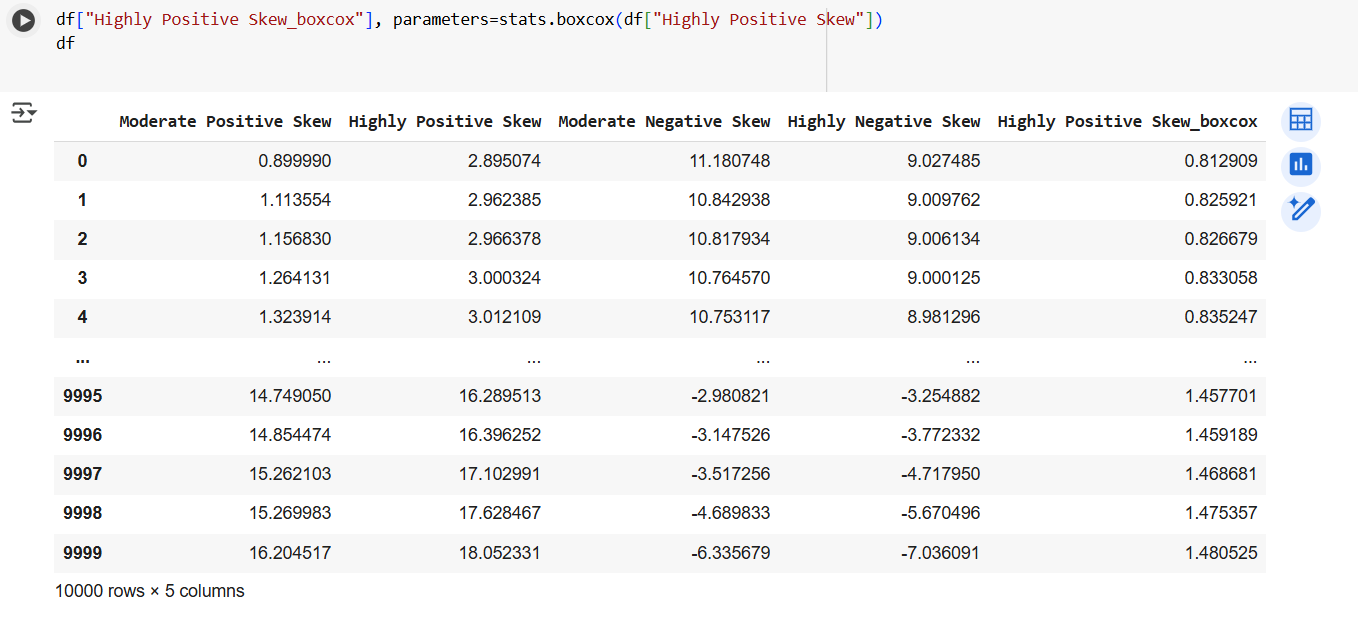 df["Highly Positive Skew_boxcox"], parameters=stats.boxcox(df["Highly Positive Skew"])
df
Moderate Positive Skew Highly Positive Skew Moderate Negative Skew Highly Negative Skew Highly Positive Skew_boxcox
0 0.899990 2.895074 11.180748 9.027485 0.812909
1 1.113554 2.962385 10.842938 9.009762 0.825921
2 1.156830 2.966378 10.817934 9.006134 0.826679
3 1.264131 3.000324 10.764570 9.000125 0.833058
4 1.323914 3.012109 10.753117 8.981296 0.835247
... ... ... ... ... ...
9995 14.749050 16.289513 -2.980821 -3.254882 1.457701
9996 14.854474 16.396252 -3.147526 -3.772332 1.459189
9997 15.262103 17.102991 -3.517256 -4.717950 1.468681
9998 15.269983 17.628467 -4.689833 -5.670496 1.475357
9999 16.204517 18.052331 -6.335679 -7.036091 1.480525
10000 rows × 5 columns